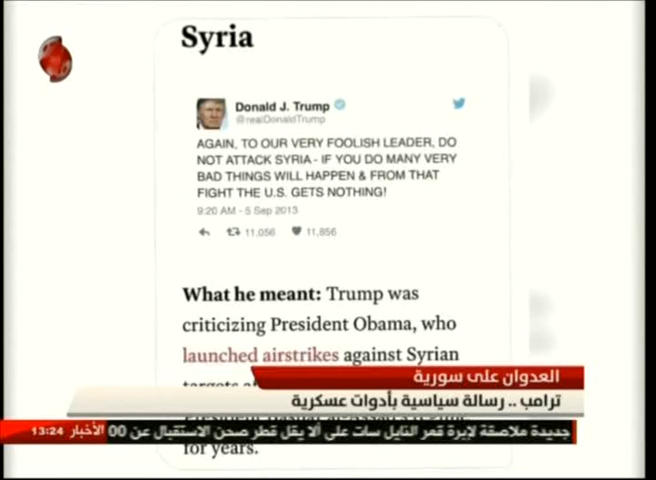 Syria
Donald J. Trump
@realDonaldTrump
AGAIN, TO OUR VERY FOOLISH LEADER, DO
NOT ATTACK SYRIA - IF YOU DO MANY VERY
BAD THINGS WILL HAPPEN & FROM THAT
FIGHT THE U.S. GETS NOTHING!
9:20 AM - 5 Sep 2013
11,056 11,856
What he meant: Trump was
criticizing President Obama, who
launched airstrikes against Syrian
العدوان على سورية
ترامب .. رسالة سياسية بأدوات عسكرية
جديدة ملاصقة لإبرة قمر النايل سات على ألا يقل قطر صحن الاستقبال عن 00
الأخبار 13:24
for years.